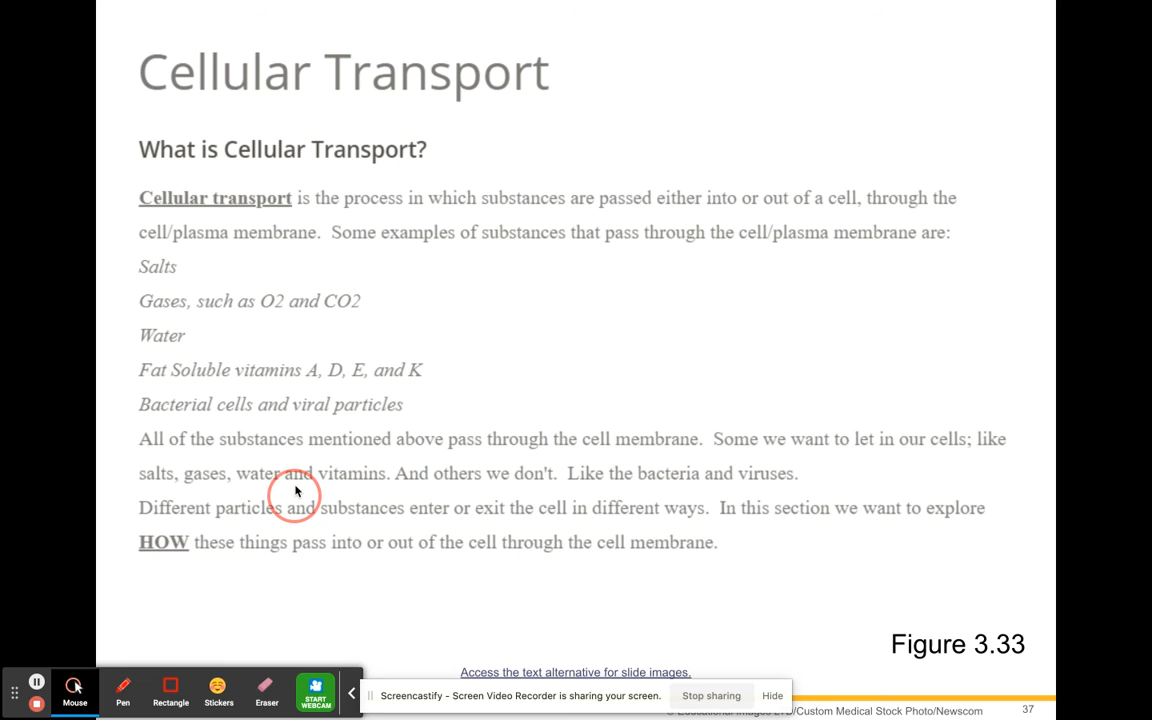 Cellular Transport
What is Cellular Transport?
Cellular transport is the process in which substances are passed either into or out of a cell, through the
cell/plasma membrane.  Some examples of substances that pass through the cell/plasma membrane are:
Salts
Gases, such as O2 and CO2
Water
Fat Soluble vitamins A, D, E, and K
Bacterial cells and viral particles
All of the substances mentioned above pass through the cell membrane.  Some we want to let in our cells; like
salts, gases, water and vitamins. And others we don't.  Like the bacteria and viruses.
Different particles and substances enter or exit the cell in different ways.  In this section we want to explore
HOW these things pass into or out of the cell through the cell membrane.
Figure 3.33
Access the text alternative for slide images.
Mouse
Pen
Rectangle
Stickers
Eraser
START
WEBCAM
Screencastify - Screen Video Recorder is sharing your screen.
Stop sharing
Hide
/Custom Medical Stock Photo/Newscom
37